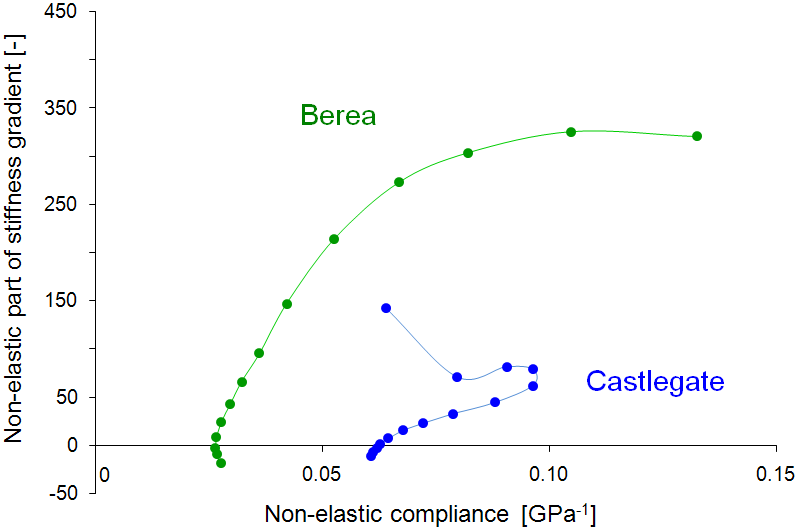 Non-elastic part of stiffness gradient [-]
450
350
250
150
50
0
-50
Berea
Castlegate
0
0.05
0.10
0.15
Non-elastic compliance [GPa⁻¹]